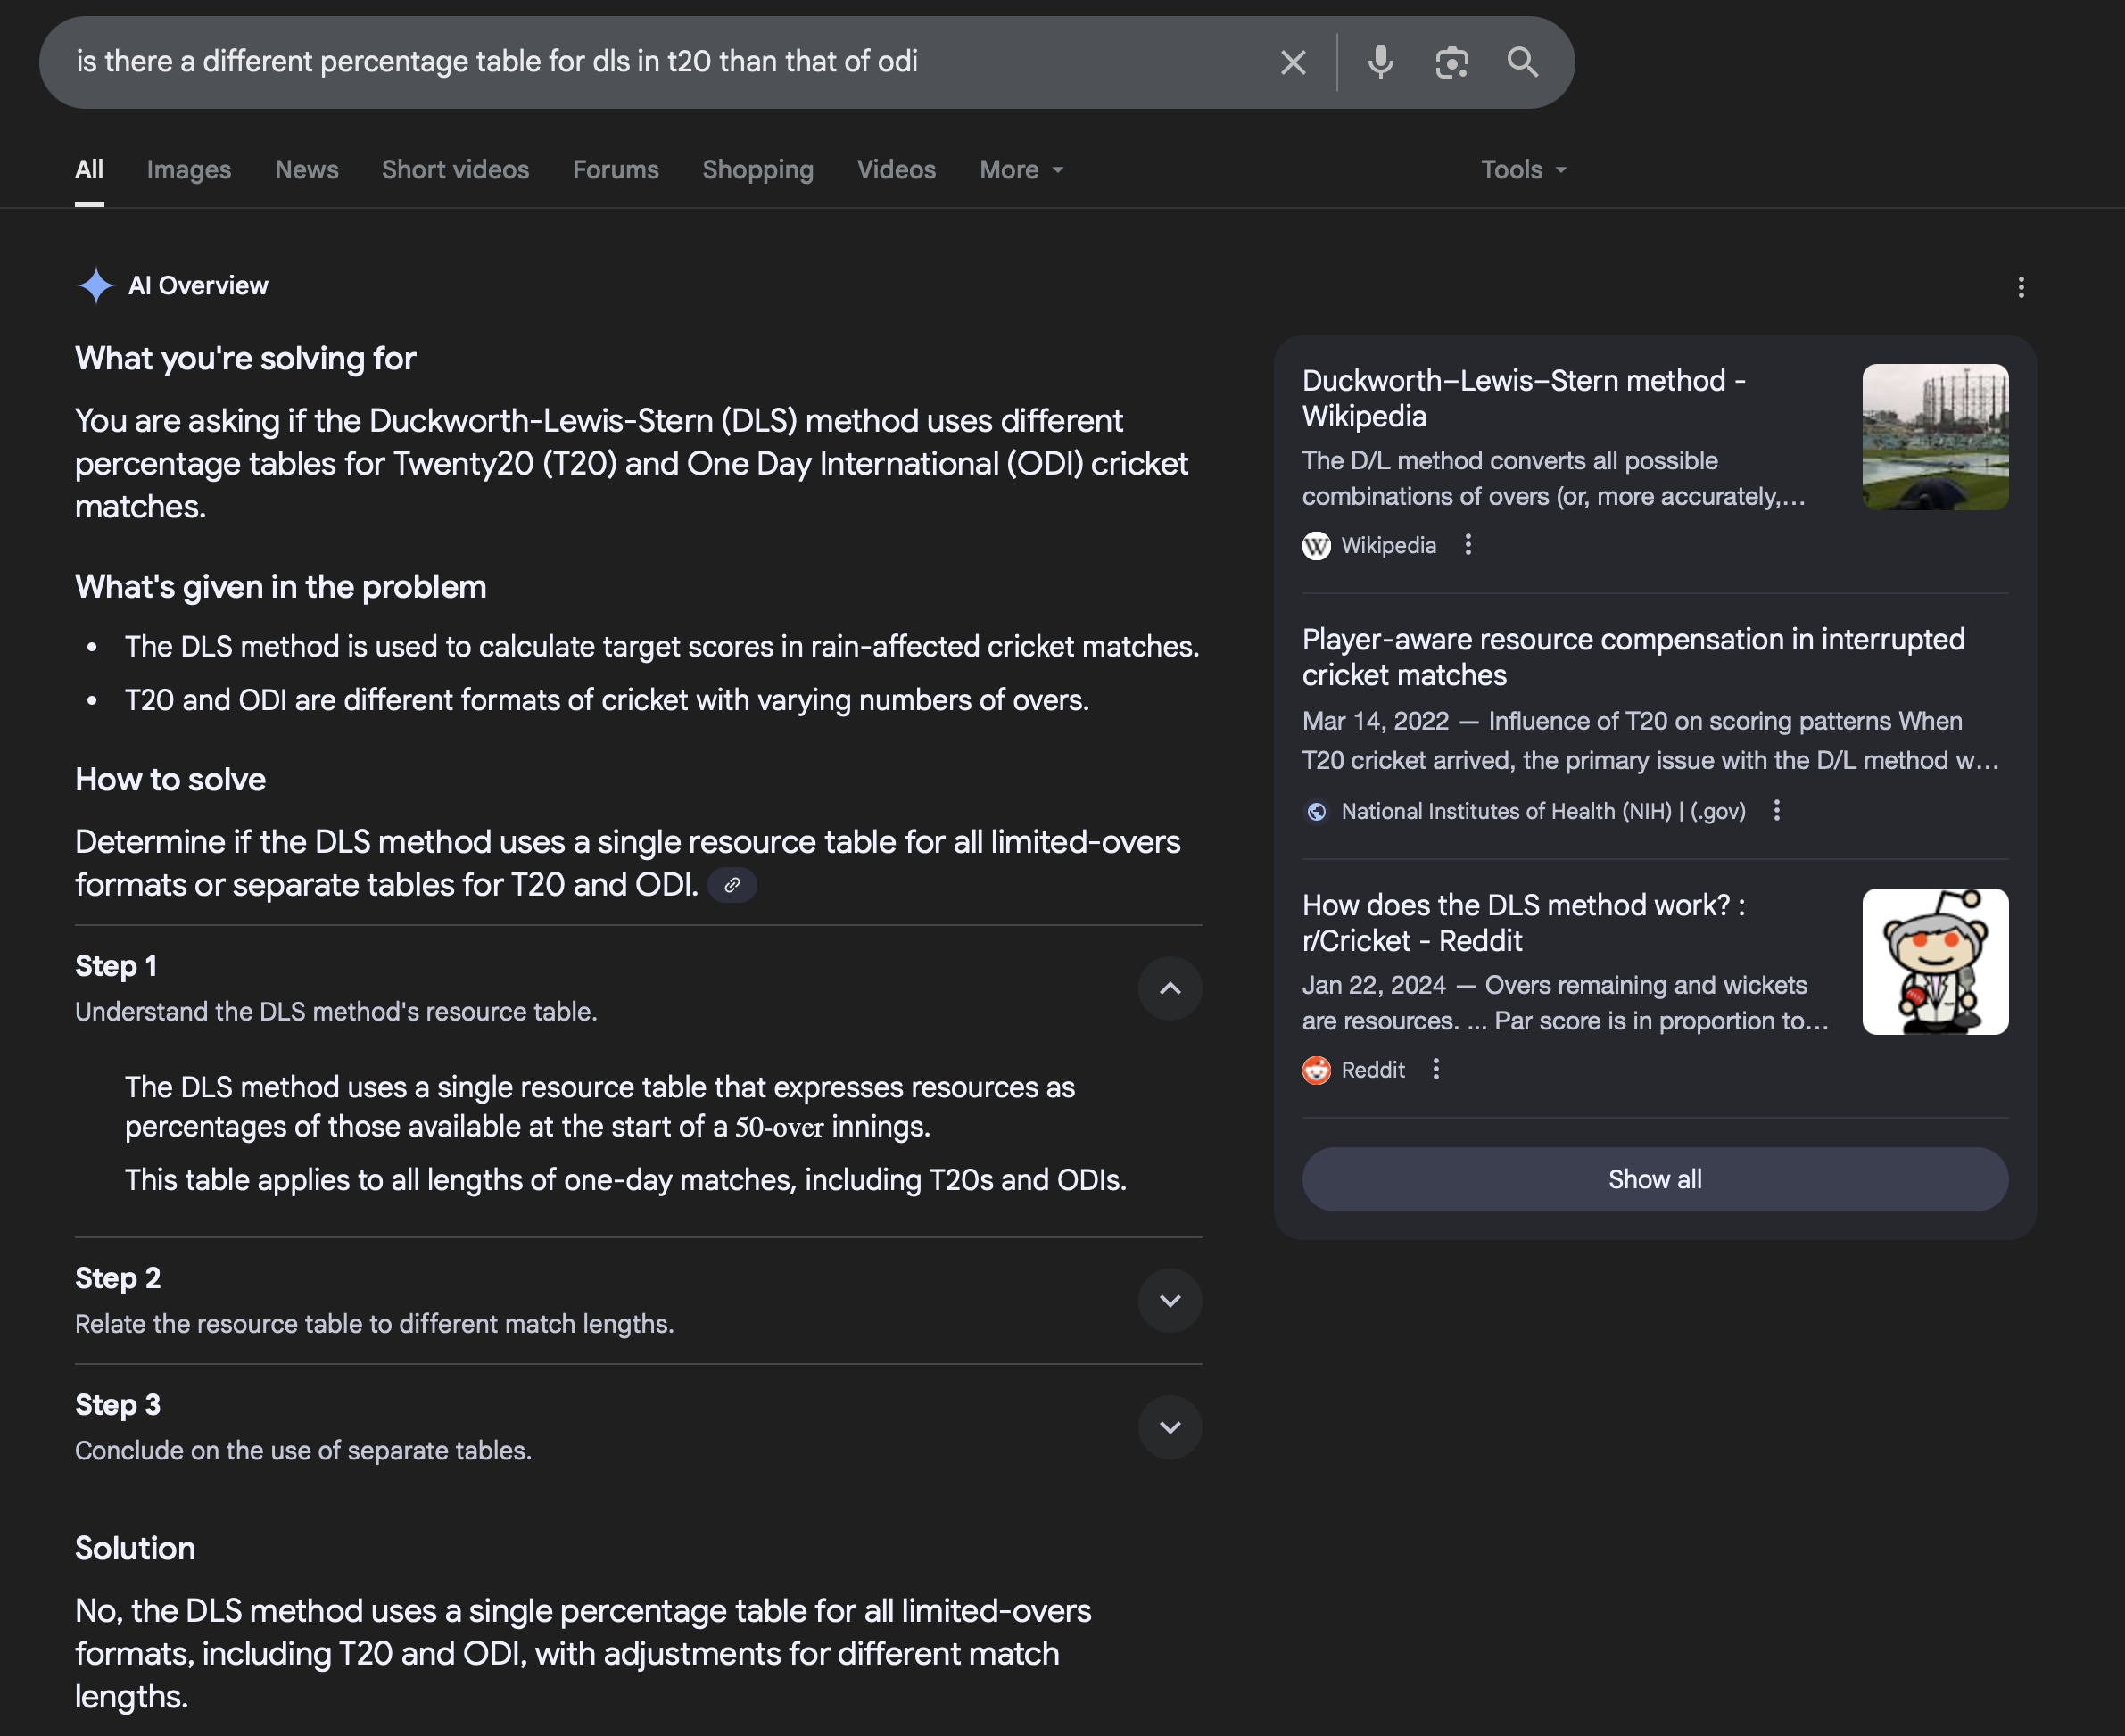 is there a different percentage table for dls in t20 than that of odi
All Images News Short videos Forums Shopping Videos More Tools
AI Overview
What you're solving for
You are asking if the Duckworth-Lewis-Stern (DLS) method uses different
percentage tables for Twenty20 (T20) and One Day International (ODI) cricket
matches.
What's given in the problem
• The DLS method is used to calculate target scores in rain-affected cricket matches.
• T20 and ODI are different formats of cricket with varying numbers of overs.
How to solve
Determine if the DLS method uses a single resource table for all limited-overs
formats or separate tables for T20 and ODI.
Step 1
Understand the DLS method's resource table.
The DLS method uses a single resource table that expresses resources as
percentages of those available at the start of a 50-over innings.
This table applies to all lengths of one-day matches, including T20s and ODIs.
Step 2
Relate the resource table to different match lengths.
Step 3
Conclude on the use of separate tables.
Solution
No, the DLS method uses a single percentage table for all limited-overs
formats, including T20 and ODI, with adjustments for different match
lengths.
Duckworth–Lewis–Stern method -
Wikipedia
The D/L method converts all possible
combinations of overs (or, more accurately,...
W Wikipedia
Player-aware resource compensation in interrupted
cricket matches
Mar 14, 2022 — Influence of T20 on scoring patterns When
T20 cricket arrived, the primary issue with the D/L method w...
National Institutes of Health (NIH) | (.gov)
How does the DLS method work? :
r/Cricket - Reddit
Jan 22, 2024 — Overs remaining and wickets
are resources. ... Par score is in proportion to...
Reddit
Show all